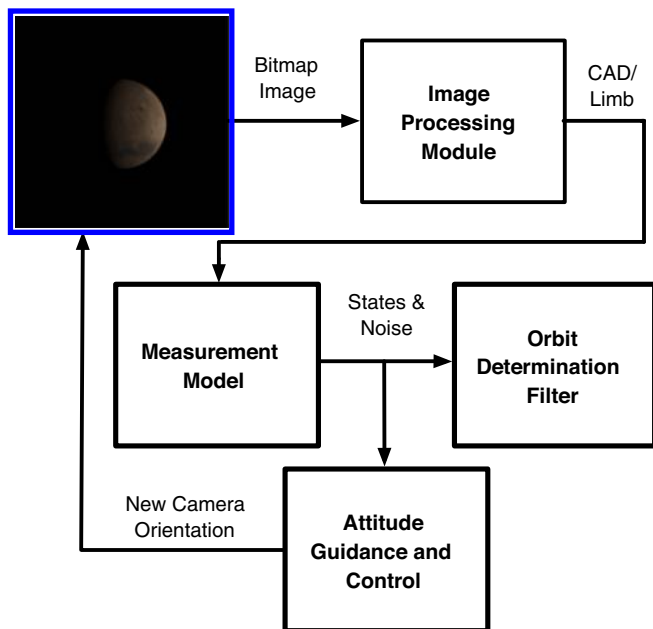 Bitmap
Image
Image
Processing
Module
CAD/
Limb
Measurement
Model
States &
Noise
Orbit
Determination
Filter
New Camera
Orientation
Attitude
Guidance and
Control